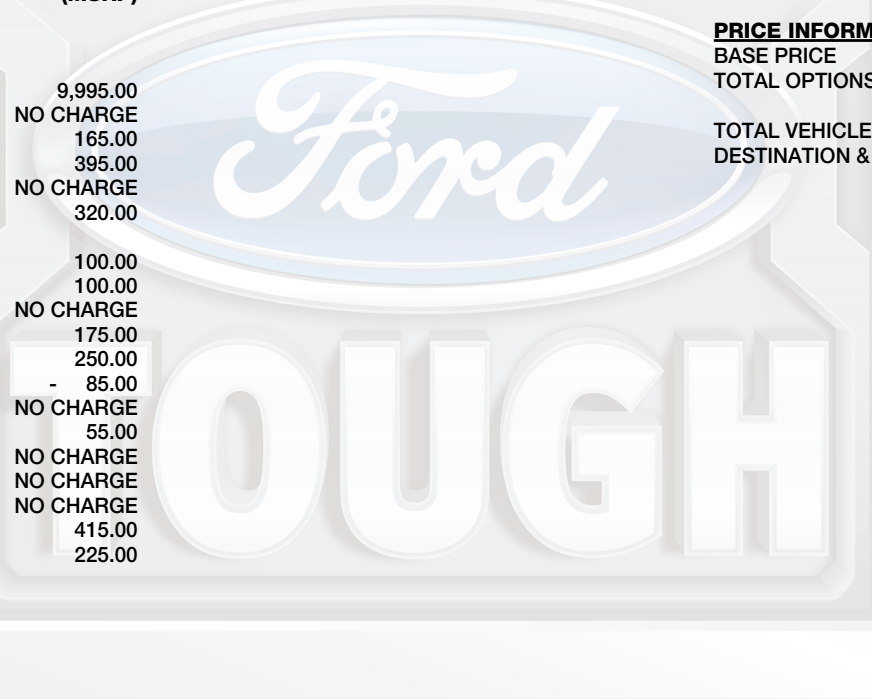 9,995.00
NO CHARGE
165.00
395.00
NO CHARGE
320.00
100.00
100.00
NO CHARGE
175.00
250.00
- 85.00
NO CHARGE
55.00
NO CHARGE
NO CHARGE
NO CHARGE
415.00
225.00
PRICE INFORM
BASE PRICE
TOTAL OPTIONS
TOTAL VEHICLE
DESTINATION &
Ford
TOUGH